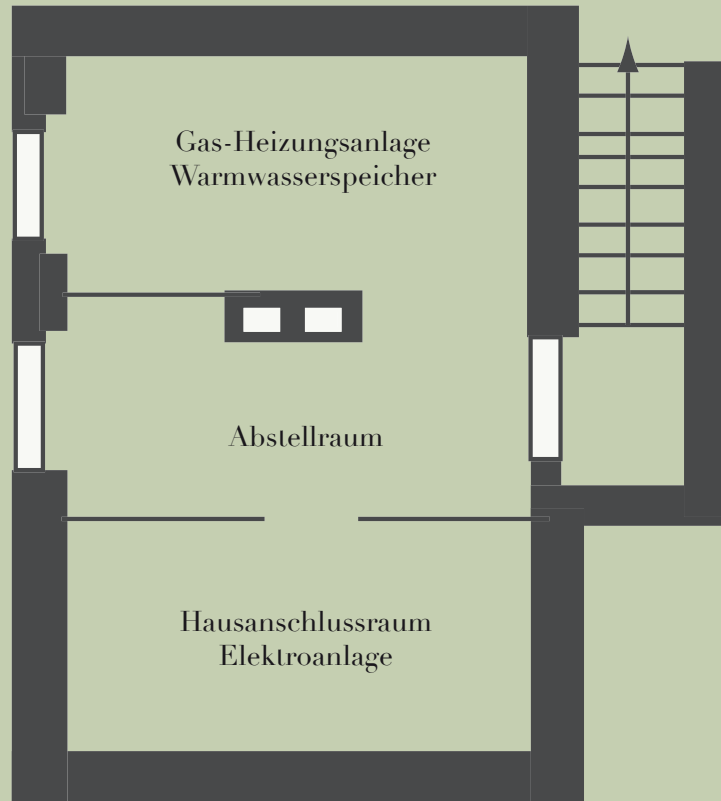 Gas-Heizungsanlage
Warmwasserspeicher
Abstellraum
Hausanschlussraum
Elektroanlage